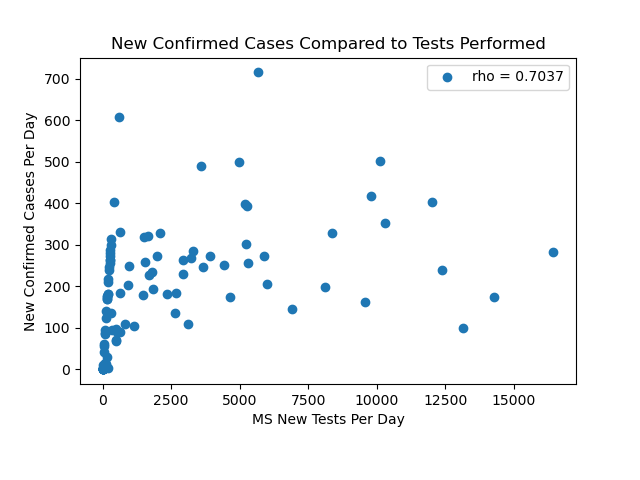 New Confirmed Cases Compared to Tests Performed
rho = 0.7037
New Confirmed Caeses Per Day
700
600
500
400
300
200
100
0
0 2500 5000 7500 10000 12500 15000
MS New Tests Per Day